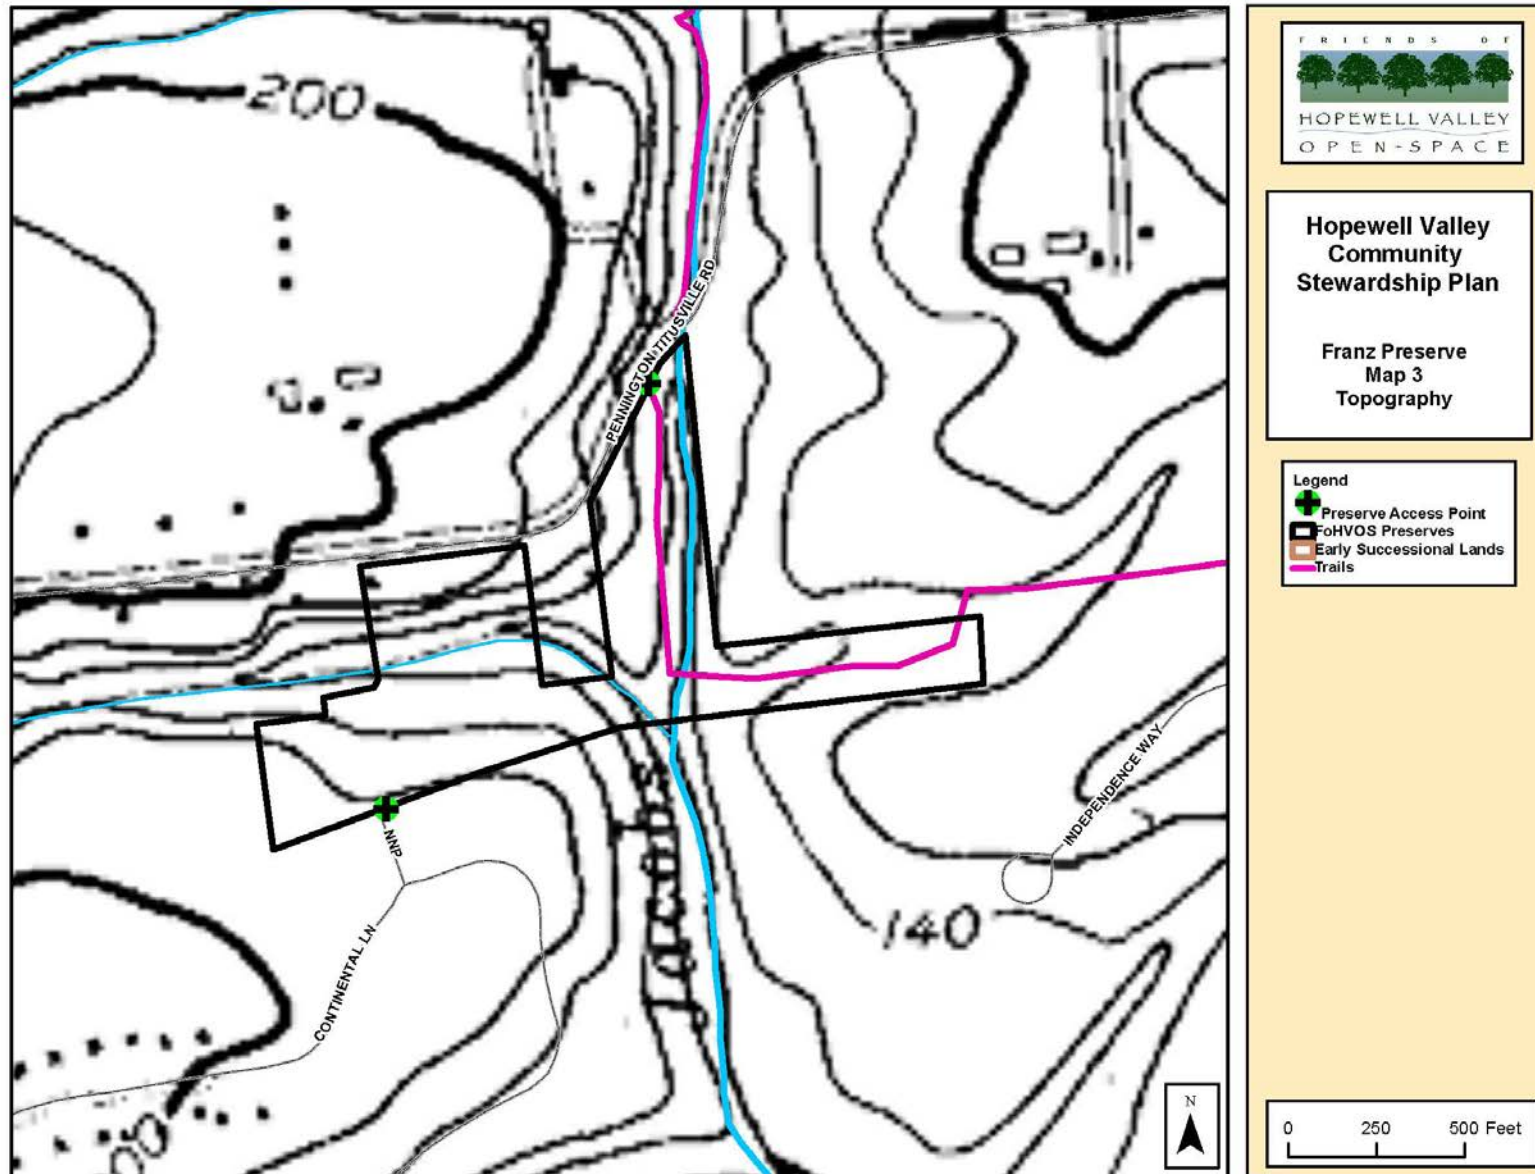 200
PENNINGTON TITUSVILLE RD
NNP
CONTINENTAL LN
INDEPENDENCE WAY
140
N
FRIENDS OF
HOPEWELL VALLEY
OPEN-SPACE
Hopewell Valley
Community
Stewardship Plan
Franz Preserve
Map 3
Topography
Legend
Preserve Access Point
FoHVOS Preserves
Early Successional Lands
Trails
0 250 500 Feet